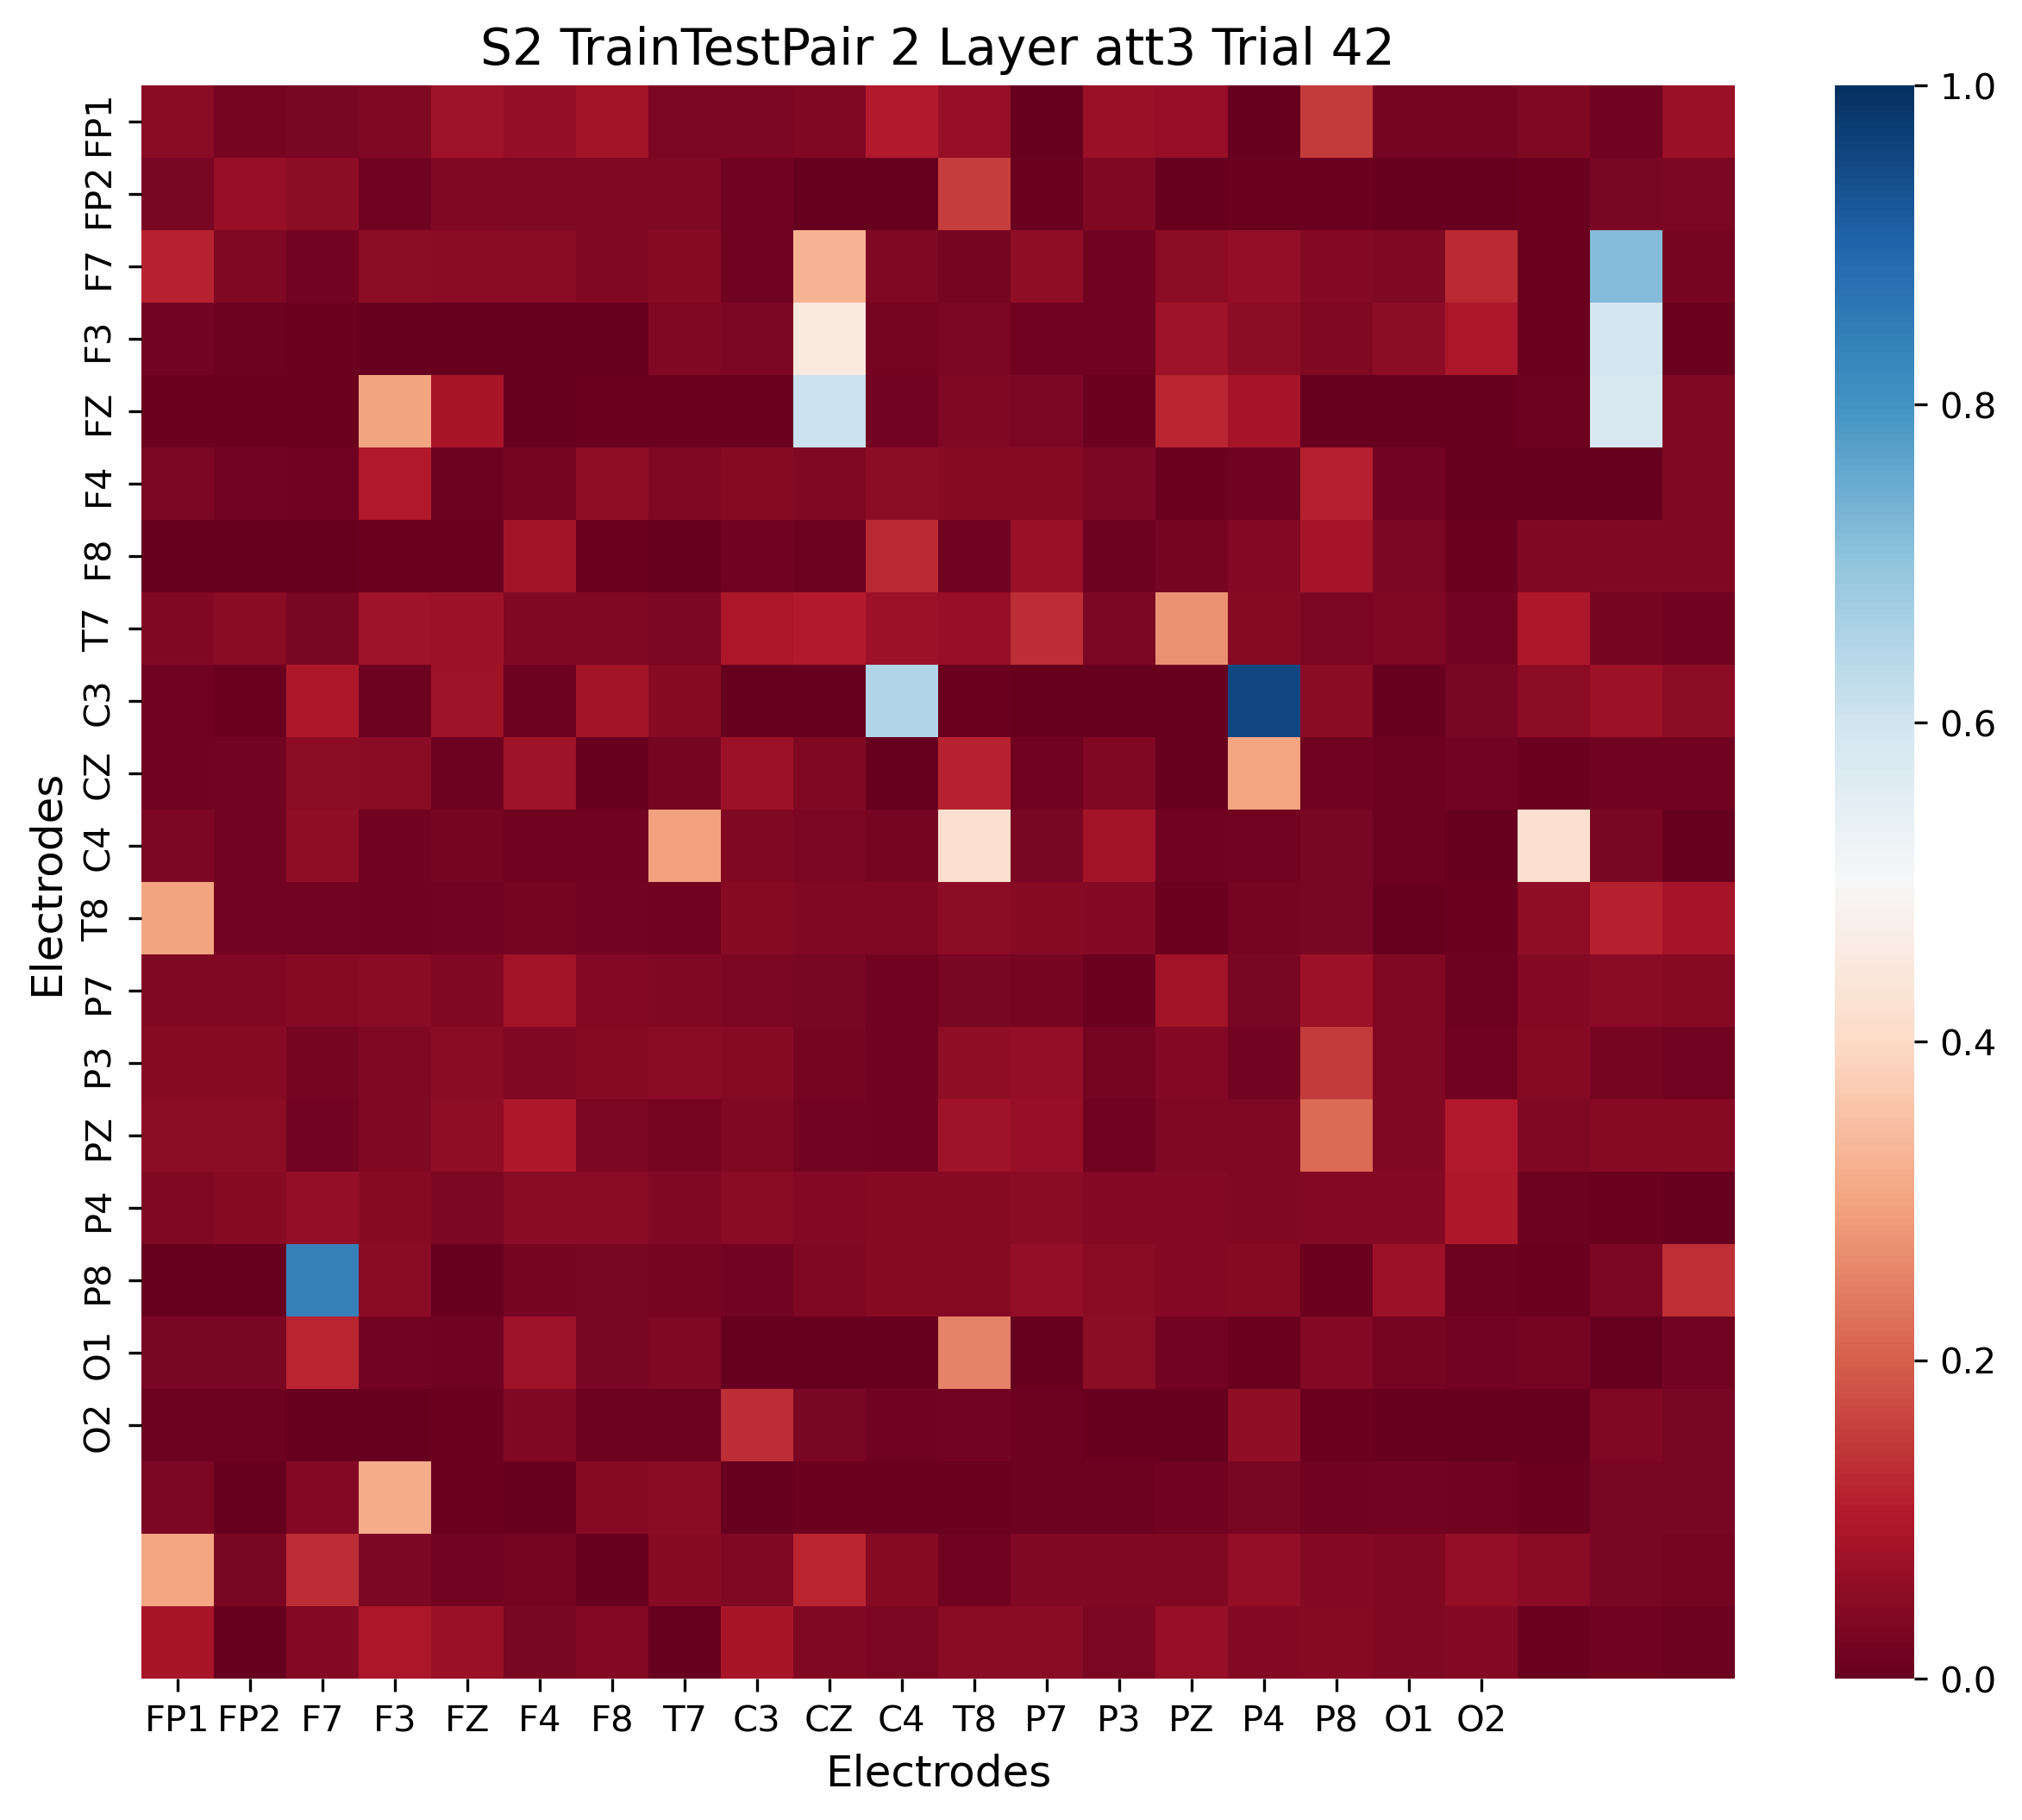 S2 TrainTestPair 2 Layer att3 Trial 42
Electrodes
FP1
FP2
F7
F3
FZ
F4
F8
T7
C3
CZ
C4
T8
P7
P3
PZ
P4
P8
O1
O2
FP1 FP2 F7 F3 FZ F4 F8 T7 C3 CZ C4 T8 P7 P3 PZ P4 P8 O1 O2
Electrodes
1.0
0.8
0.6
0.4
0.2
0.0